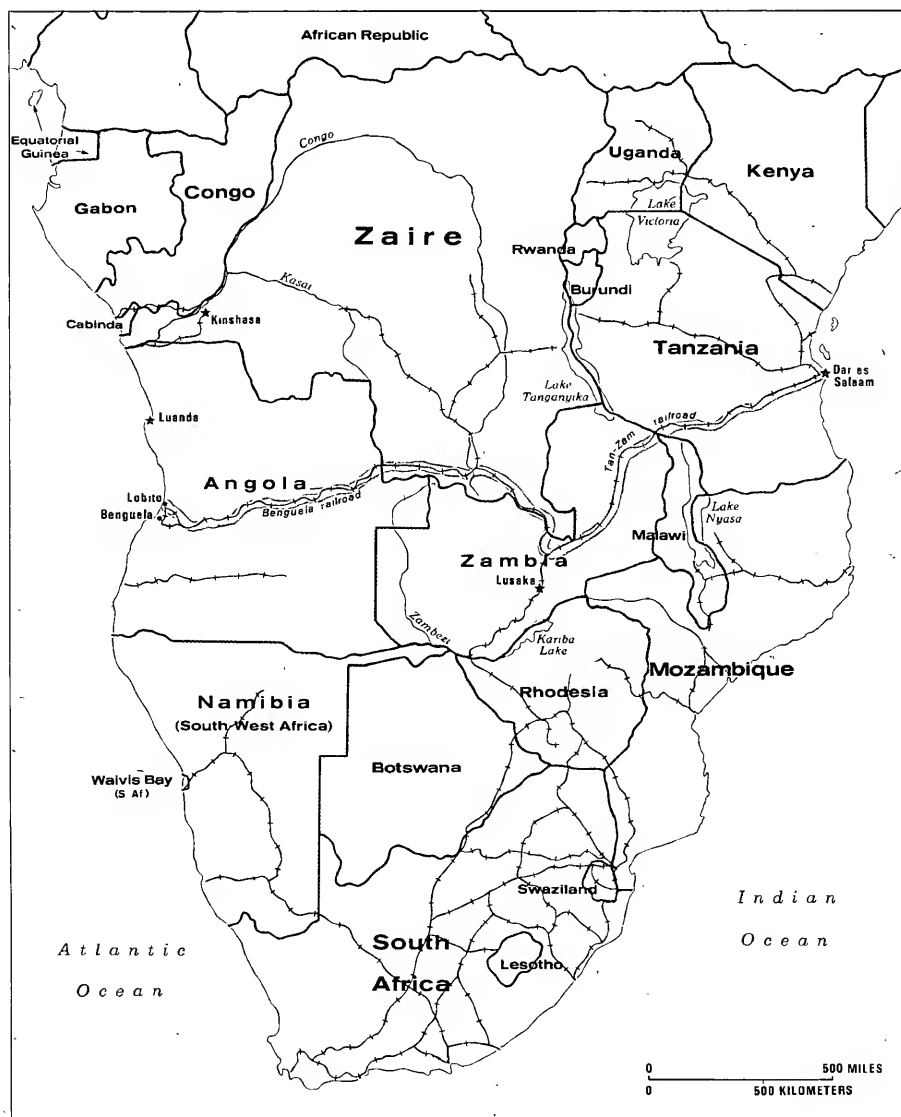 African Republic
Equatorial
Guinea
Gabon
Congo
Congo
Zaire
Uganda
Kenya
Lake
Victoria
Rwanda
Burundi
Kasai
Cabinda
Kinshasa
Tanzania
Dar es
Salaam
Lake
Tanganyika
Tan-Zam railroad
Luanda
Angola
Lobito
Benguela
Benguela railroad
Lake
Nyasa
Malawi
Zambia
Lusaka
Zambezi
Kariba
Lake
Mozambique
Rhodesia
Namibia
(South West Africa)
Botswana
Walvis Bay
(S Af)
Swaziland
Indian
Ocean
South
Africa
Lesotho
Atlantic
Ocean
0 500 MILES
0 500 KILOMETERS